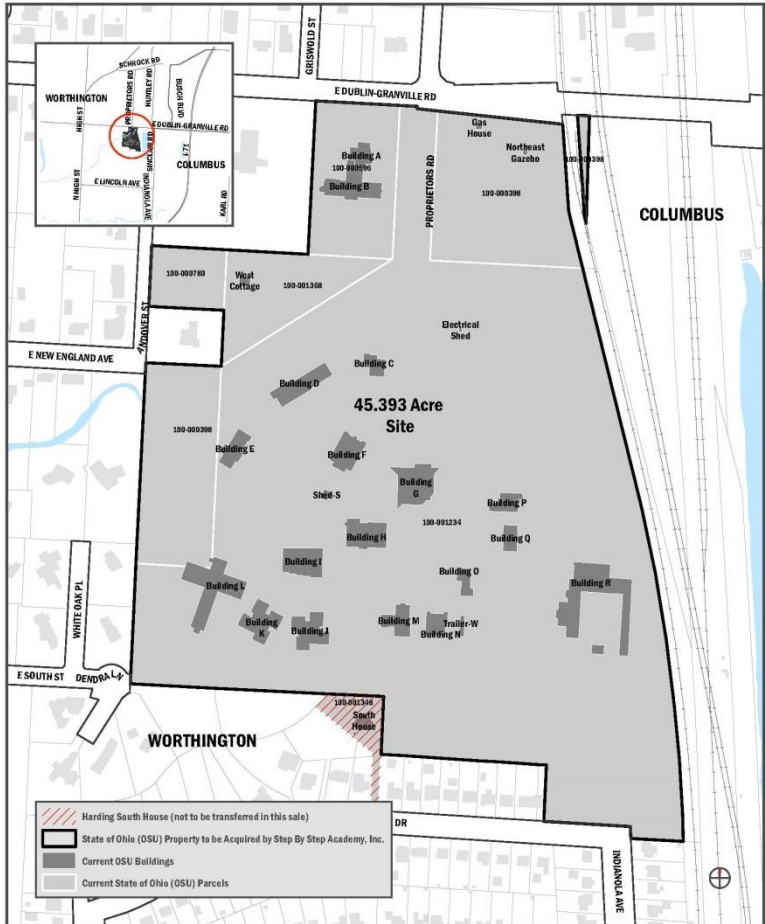 GRISWOLD ST
SCHROCK RD
WORTHINGTON
HIGH ST
PROPRIETORS RD
HUNTLEY RD
BUSCH BLVD
E DUBLIN-GRANVILLE RD
SINCLAIR RD
I-71
COLUMBUS
E LINCOLN AVE
N HIGH ST
INDIANOLA AVE
KARL RD
E DUBLIN-GRANVILLE RD
Gas
House
Northeast
Gazebo
Building A
100-000696
Building B
PROPRIETORS RD
100-000398
COLUMBUS
100-000780
West
Cottage
100-001368
ANDOVER ST
Electrical
Shed
E NEW ENGLAND AVE
Building C
Building D
45.393 Acre
Site
100-000398
Building E
Building F
Building
G
Shed-S
Building P
100-001234
Building H
Building Q
Building I
Building O
Building R
Building L
Building
K
Building J
Building M
Building N
Trailer-W
WHITE OAK PL
E SOUTH ST
DENDRA LN
100-001346
South
House
WORTHINGTON
DR
INDIANOLA AVE
Harding South House (not to be transferred in this sale)
State of Ohio (OSU) Property to be Acquired by Step By Step Academy, Inc.
Current OSU Buildings
Current State of Ohio (OSU) Parcels